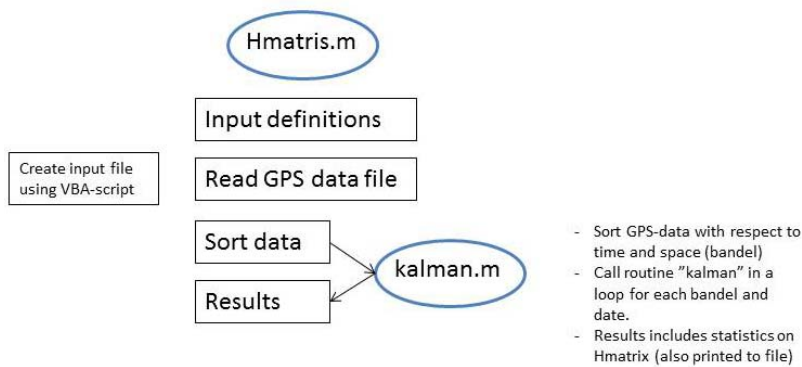 Hmatris.m
Input definitions
Create input file
using VBA-script
Read GPS data file
Sort data
kalman.m
Results
- Sort GPS-data with respect to
time and space (bandel)
- Call routine ”kalman” in a
loop for each bandel and
date.
- Results includes statistics on
Hmatrix (also printed to file)